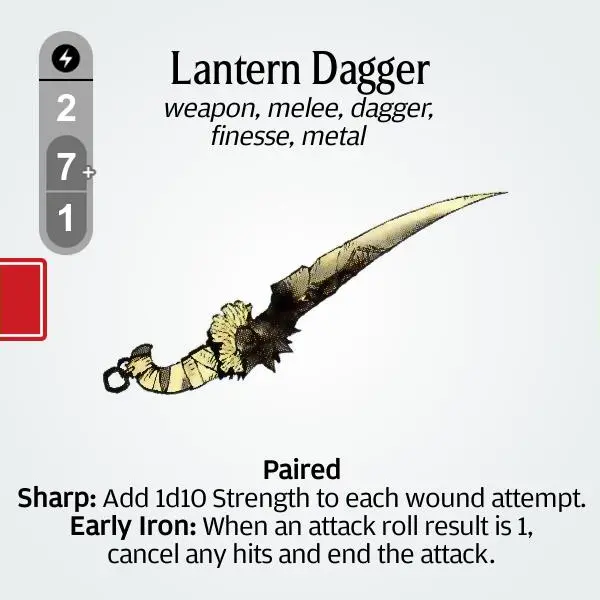 Lantern Dagger
weapon, melee, dagger,
finesse, metal
2
7+
1
Paired
Sharp: Add 1d10 Strength to each wound attempt.
Early Iron: When an attack roll result is 1,
cancel any hits and end the attack.